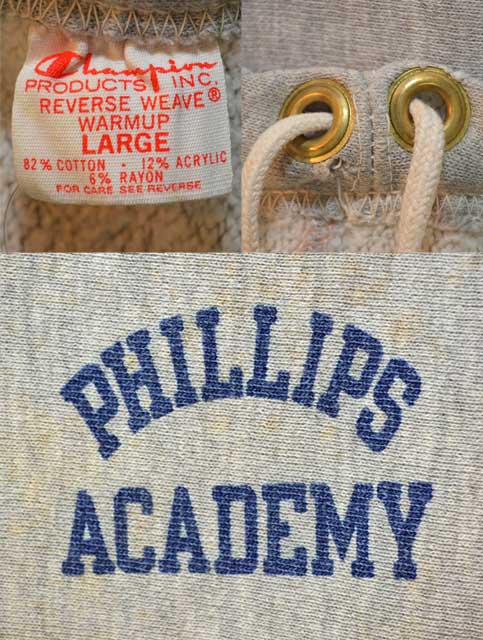 Champion
PRODUCTS INC.
REVERSE WEAVE®
WARMUP
LARGE
82% COTTON · 12% ACRYLIC
6% RAYON
FOR CARE SEE REVERSE
PHILLIPS
ACADEMY